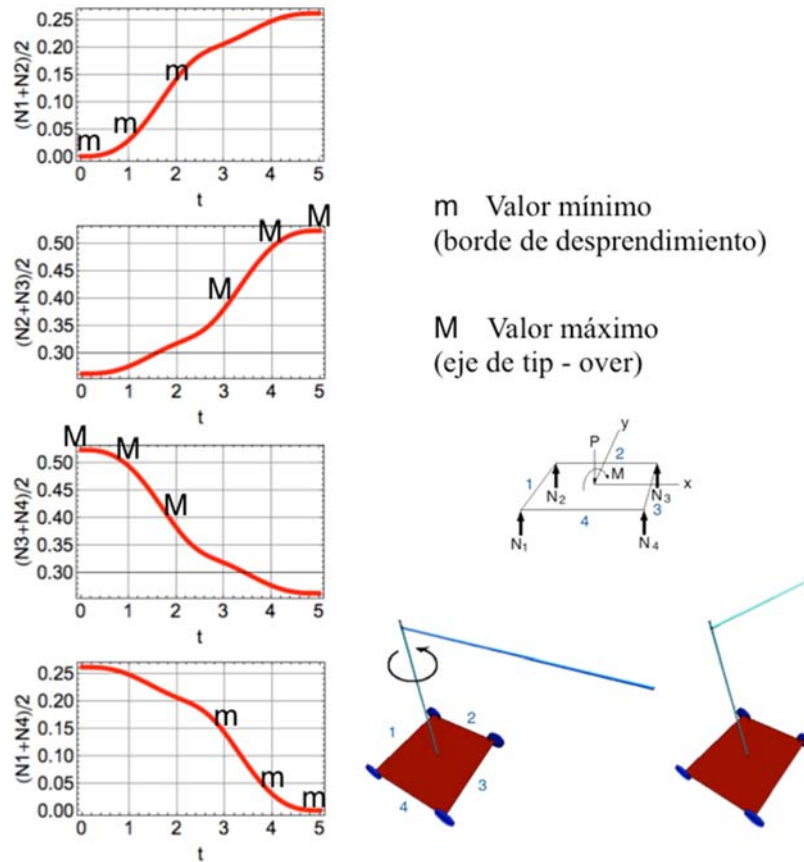 (N1+N2)/2
0.25
0.20
0.15
0.10
0.05
0.00
m m m
0 1 2 3 4 5
t
(N2+N3)/2
0.50
0.45
0.40
0.35
0.30
M M M
0 1 2 3 4 5
t
(N3+N4)/2
0.50
0.45
0.40
0.35
0.30
M M M
0 1 2 3 4 5
t
(N1+N4)/2
0.25
0.20
0.15
0.10
0.05
0.00
m m m
0 1 2 3 4 5
t
m Valor mínimo
(borde de desprendimiento)
M Valor máximo
(eje de tip - over)
y
P
2
M
1
x
N2
N3
3
4
N1
N4
1
2
3
4